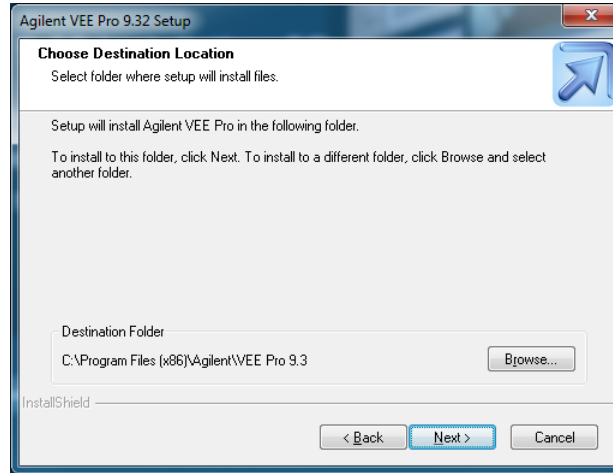 Agilent VEE Pro 9.32 Setup
Choose Destination Location
Select folder where setup will install files.
Setup will install Agilent VEE Pro in the following folder.
To install to this folder, click Next. To install to a different folder, click Browse and select
another folder.
Destination Folder
C:\Program Files (x86)\Agilent\VEE Pro 9.3
Browse...
InstallShield
< Back
Next >
Cancel